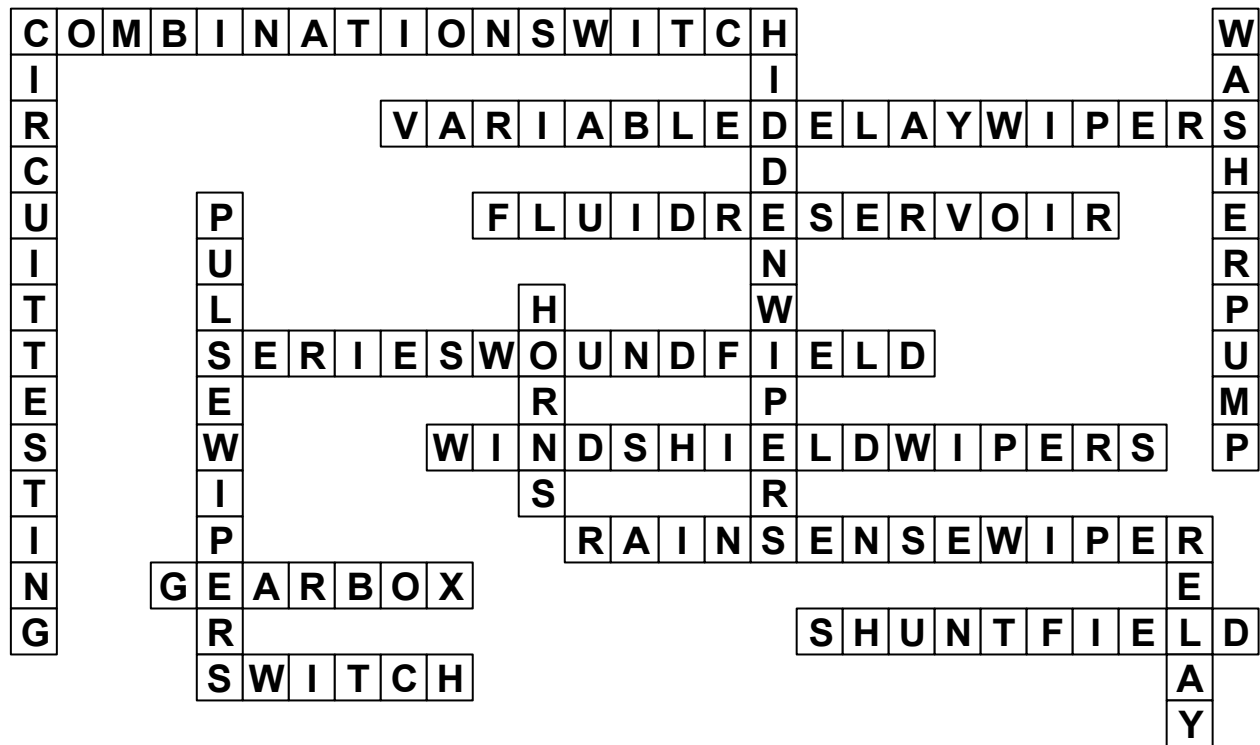 COMBINATIONSWITCH
CIRCUITTESTING
HIDDENWIPERS
WASHERPUMP
VARIABLEDELAYWIPERS
PULSEWIPERS
FLUIDRESERVOIR
HORNS
SERIESWOUNDFIELD
WINDSHIELDWIPERS
RAINSENSEWIPER
RELAY
GEARBOX
SHUNTFIELD
SWITCH